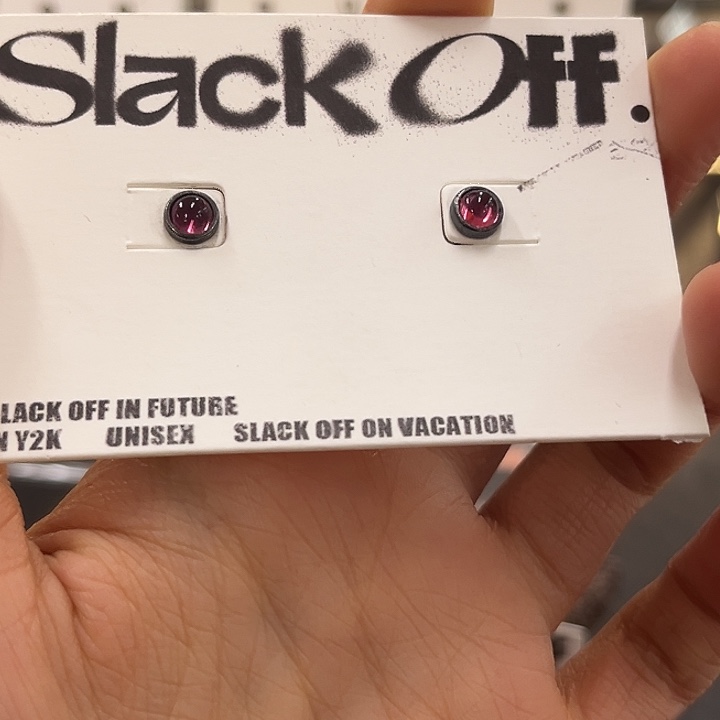 Slack Off.
LACK OFF IN FUTURE
N Y2K UNISEX SLACK OFF ON VACATION